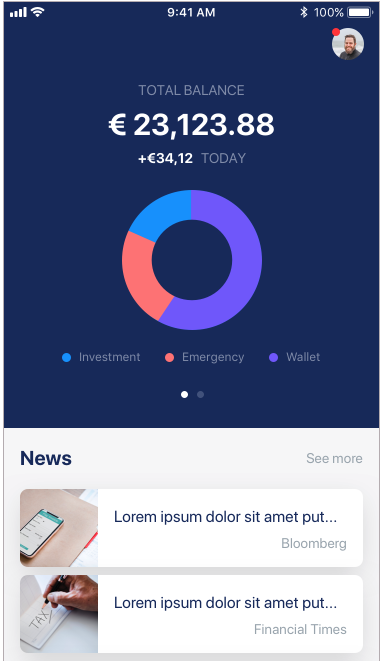 9:41 AM
100%
TOTAL BALANCE
€ 23,123.88
+€34,12 TODAY
Investment
Emergency
Wallet
News
See more
Lorem ipsum dolor sit amet put...
Bloomberg
TAX
Lorem ipsum dolor sit amet put...
Financial Times